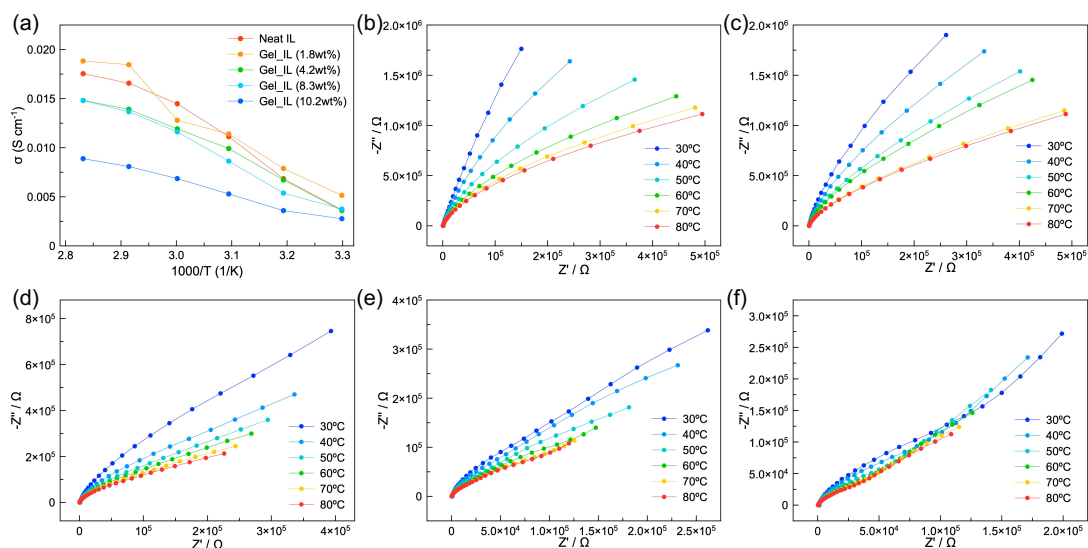 (a)
Neat IL
Gel_IL (1.8wt%)
Gel_IL (4.2wt%)
Gel_IL (8.3wt%)
Gel_IL (10.2wt%)
0.020
0.015
0.010
0.005
0
σ (S cm⁻¹)
2.8 2.9 3.0 3.1 3.2 3.3
1000/T (1/K)
(b)
2.0×10⁶
1.5×10⁶
1.0×10⁶
5.0×10⁵
0
-Z'' / Ω
30ºC
40ºC
50ºC
60ºC
70ºC
80ºC
0 1×10⁵ 2×10⁵ 3×10⁵ 4×10⁵ 5×10⁵
Z' / Ω
(c)
2.0×10⁶
1.5×10⁶
1.0×10⁶
5.0×10⁵
0
-Z'' / Ω
30ºC
40ºC
50ºC
60ºC
70ºC
80ºC
0 1×10⁵ 2×10⁵ 3×10⁵ 4×10⁵ 5×10⁵
Z' / Ω
(d)
8×10⁵
6×10⁵
4×10⁵
2×10⁵
0
-Z'' / Ω
30ºC
40ºC
50ºC
60ºC
70ºC
80ºC
0 1×10⁵ 2×10⁵ 3×10⁵ 4×10⁵
Z' / Ω
(e)
4×10⁵
3×10⁵
2×10⁵
1×10⁵
0
-Z'' / Ω
30ºC
40ºC
50ºC
60ºC
70ºC
80ºC
0 5.0×10⁴ 1.0×10⁵ 1.5×10⁵ 2.0×10⁵ 2.5×10⁵
Z' / Ω
(f)
3.0×10⁵
2.5×10⁵
2.0×10⁵
1.5×10⁵
1.0×10⁵
5.0×10⁴
0
-Z'' / Ω
30ºC
40ºC
50ºC
60ºC
70ºC
80ºC
0 5.0×10⁴ 1.0×10⁵ 1.5×10⁵ 2.0×10⁵
Z' / Ω